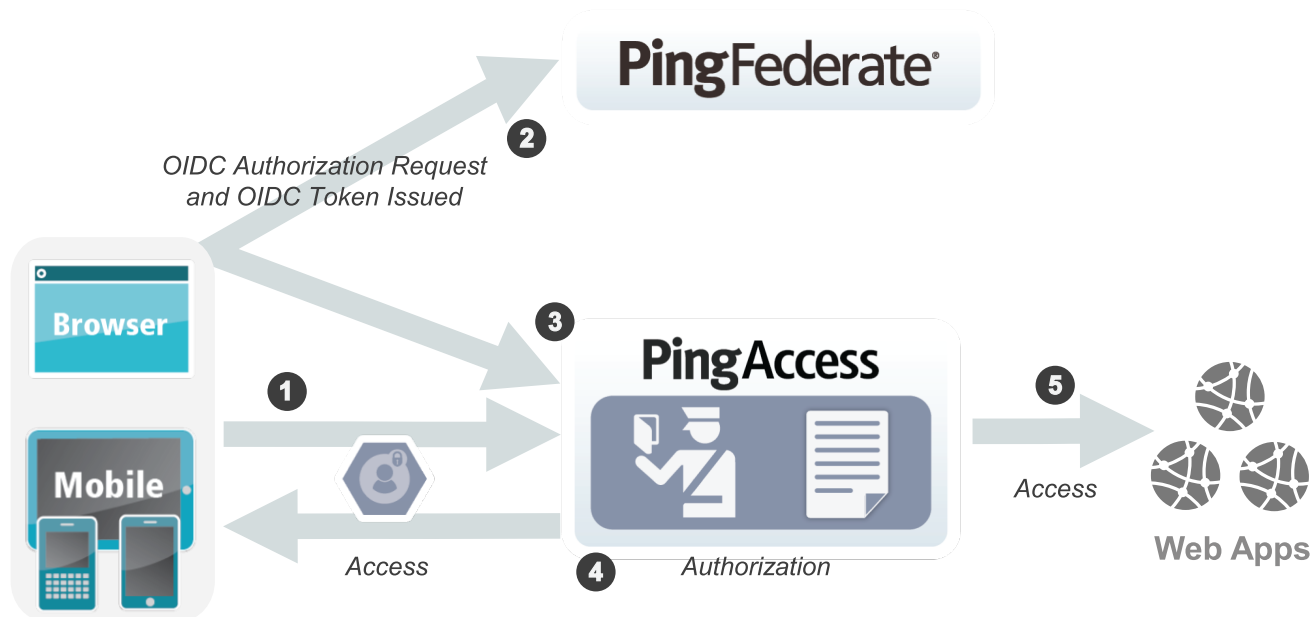 PingFederate®
2
OIDC Authorization Request
and OIDC Token Issued
Browser
3
PingAccess
1
5
Mobile
Access
Web Apps
Access
4
Authorization